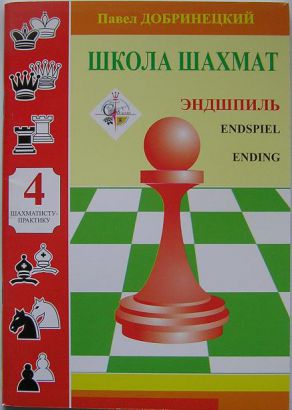 Павел ДОБРИНЕЦКИЙ
ШКОЛА ШАХМАТ
ЭНДШПИЛЬ
ENDSPIEL
ENDING
4
ШАХМАТИСТУ-
ПРАКТИКУ